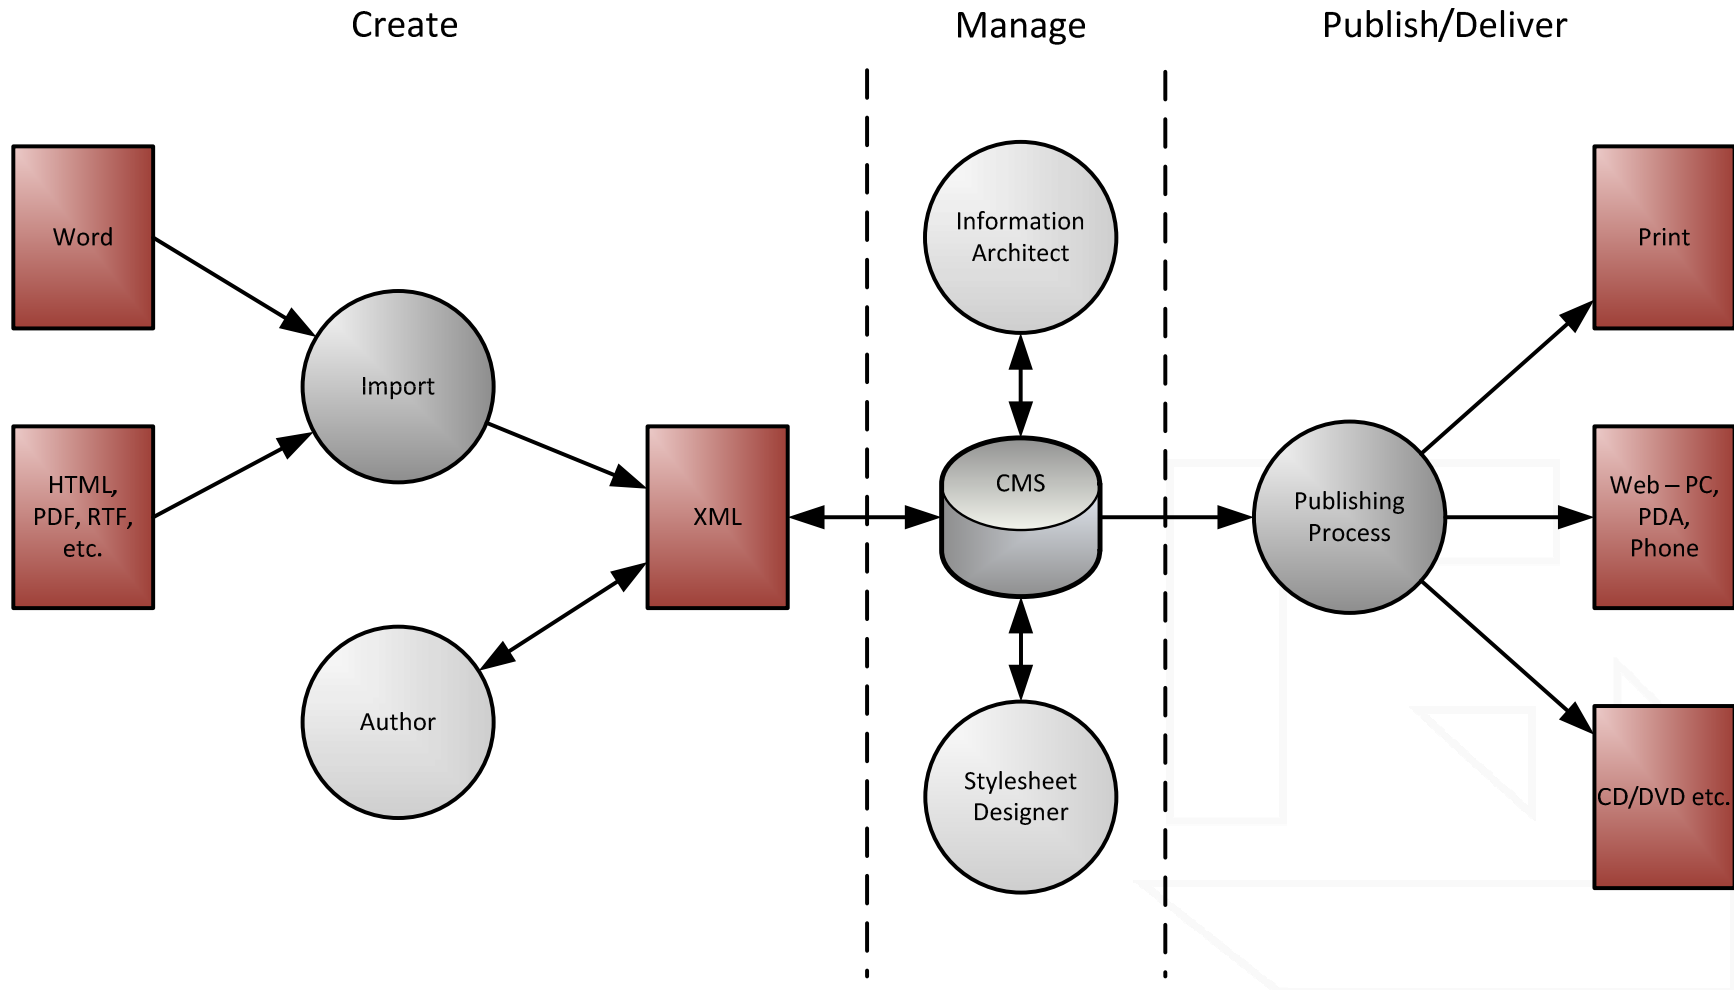 Create
Manage
Publish/Deliver
Word
HTML,
PDF, RTF,
etc.
Import
Author
XML
Information
Architect
CMS
Stylesheet
Designer
Publishing
Process
Print
Web – PC,
PDA,
Phone
CD/DVD etc.